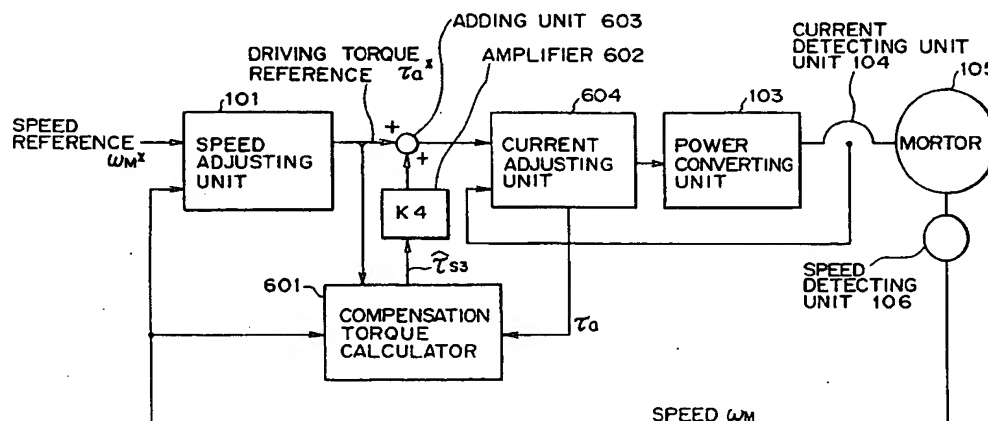 ADDING UNIT 603
DRIVING TORQUE
REFERENCE τa*
AMPLIFIER 602
CURRENT
DETECTING UNIT
UNIT 104
105
101
604
103
SPEED
REFERENCE
ωM*
SPEED
ADJUSTING
UNIT
+
+
CURRENT
ADJUSTING
UNIT
POWER
CONVERTING
UNIT
MORTOR
K4
τ̂S3
601
COMPENSATION
TORQUE
CALCULATOR
τa
SPEED
DETECTING
UNIT 106
SPEED ωM